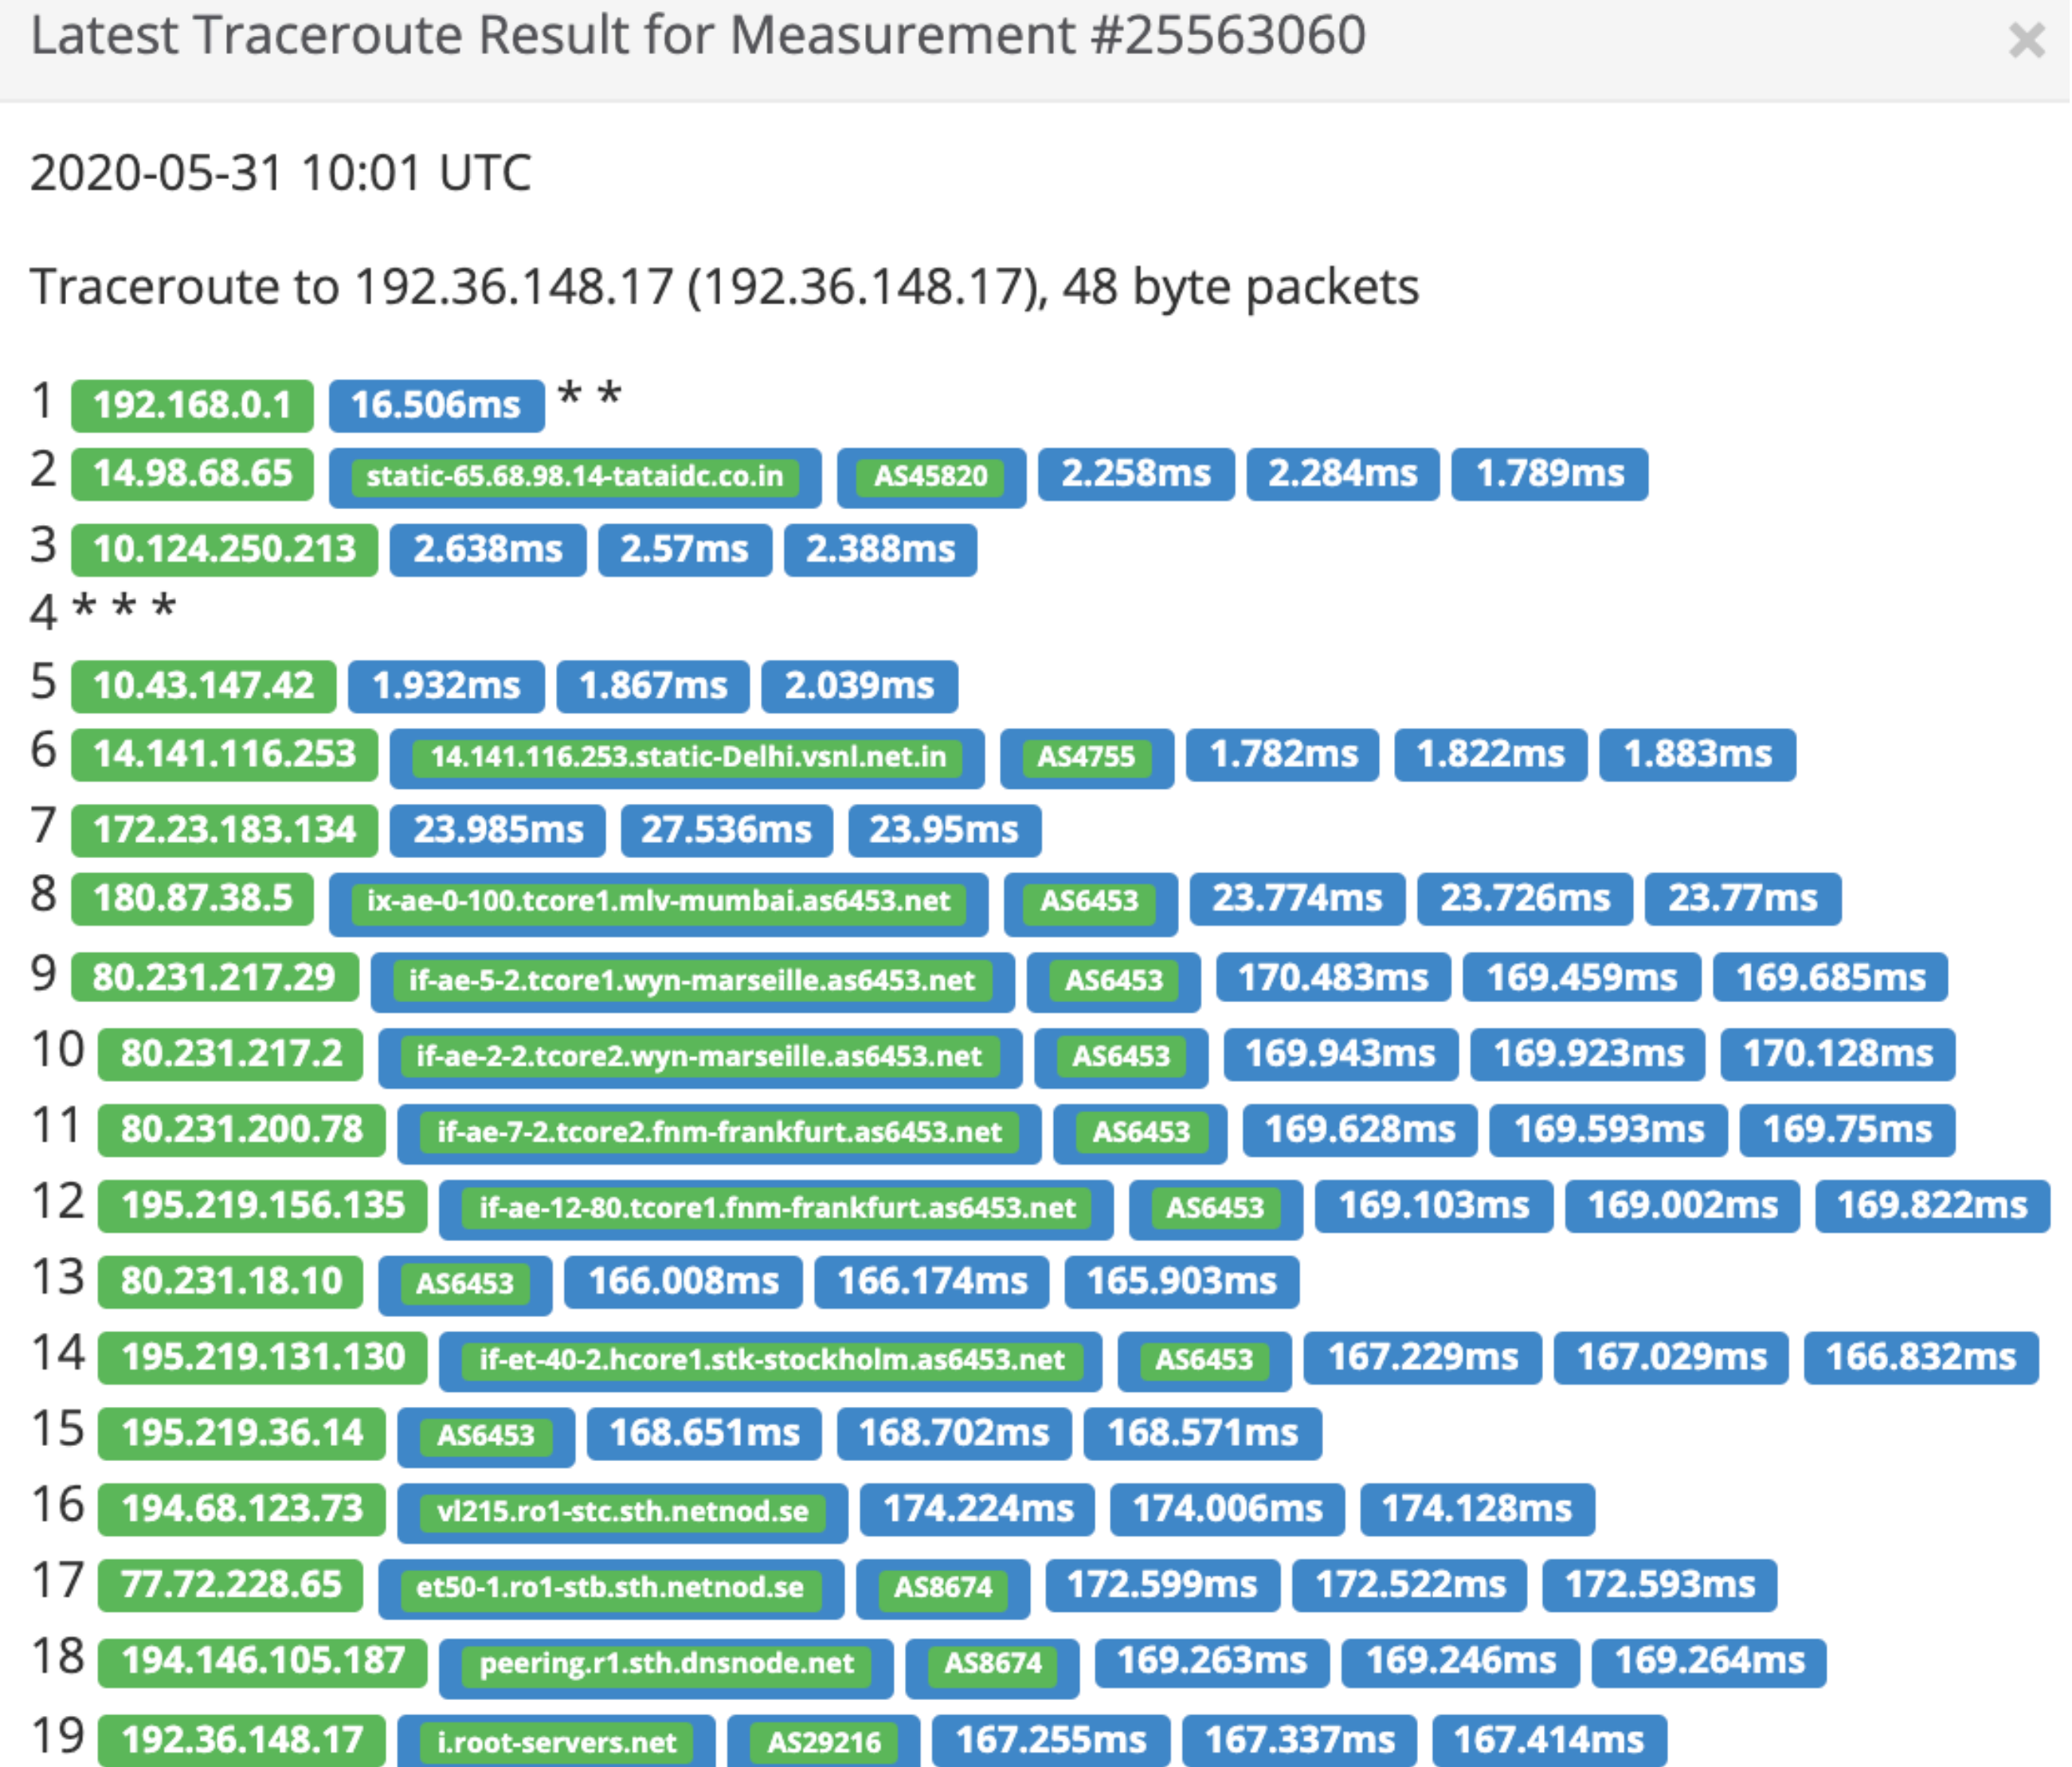 Latest Traceroute Result for Measurement #25563060 ×
2020-05-31 10:01 UTC
Traceroute to 192.36.148.17 (192.36.148.17), 48 byte packets
1 192.168.0.1 16.506ms * *
2 14.98.68.65 static-65.68.98.14-tataidc.co.in AS45820 2.258ms 2.284ms 1.789ms
3 10.124.250.213 2.638ms 2.57ms 2.388ms
4 * * *
5 10.43.147.42 1.932ms 1.867ms 2.039ms
6 14.141.116.253 14.141.116.253.static-Delhi.vsnl.net.in AS4755 1.782ms 1.822ms 1.883ms
7 172.23.183.134 23.985ms 27.536ms 23.95ms
8 180.87.38.5 ix-ae-0-100.tcore1.mlv-mumbai.as6453.net AS6453 23.774ms 23.726ms 23.77ms
9 80.231.217.29 if-ae-5-2.tcore1.wyn-marseille.as6453.net AS6453 170.483ms 169.459ms 169.685ms
10 80.231.217.2 if-ae-2-2.tcore2.wyn-marseille.as6453.net AS6453 169.943ms 169.923ms 170.128ms
11 80.231.200.78 if-ae-7-2.tcore2.fnm-frankfurt.as6453.net AS6453 169.628ms 169.593ms 169.75ms
12 195.219.156.135 if-ae-12-80.tcore1.fnm-frankfurt.as6453.net AS6453 169.103ms 169.002ms 169.822ms
13 80.231.18.10 AS6453 166.008ms 166.174ms 165.903ms
14 195.219.131.130 if-et-40-2.hcore1.stk-stockholm.as6453.net AS6453 167.229ms 167.029ms 166.832ms
15 195.219.36.14 AS6453 168.651ms 168.702ms 168.571ms
16 194.68.123.73 vl215.ro1-stc.sth.netnod.se 174.224ms 174.006ms 174.128ms
17 77.72.228.65 et50-1.ro1-stb.sth.netnod.se AS8674 172.599ms 172.522ms 172.593ms
18 194.146.105.187 peering.r1.sth.dnsnode.net AS8674 169.263ms 169.246ms 169.264ms
19 192.36.148.17 i.root-servers.net AS29216 167.255ms 167.337ms 167.414ms